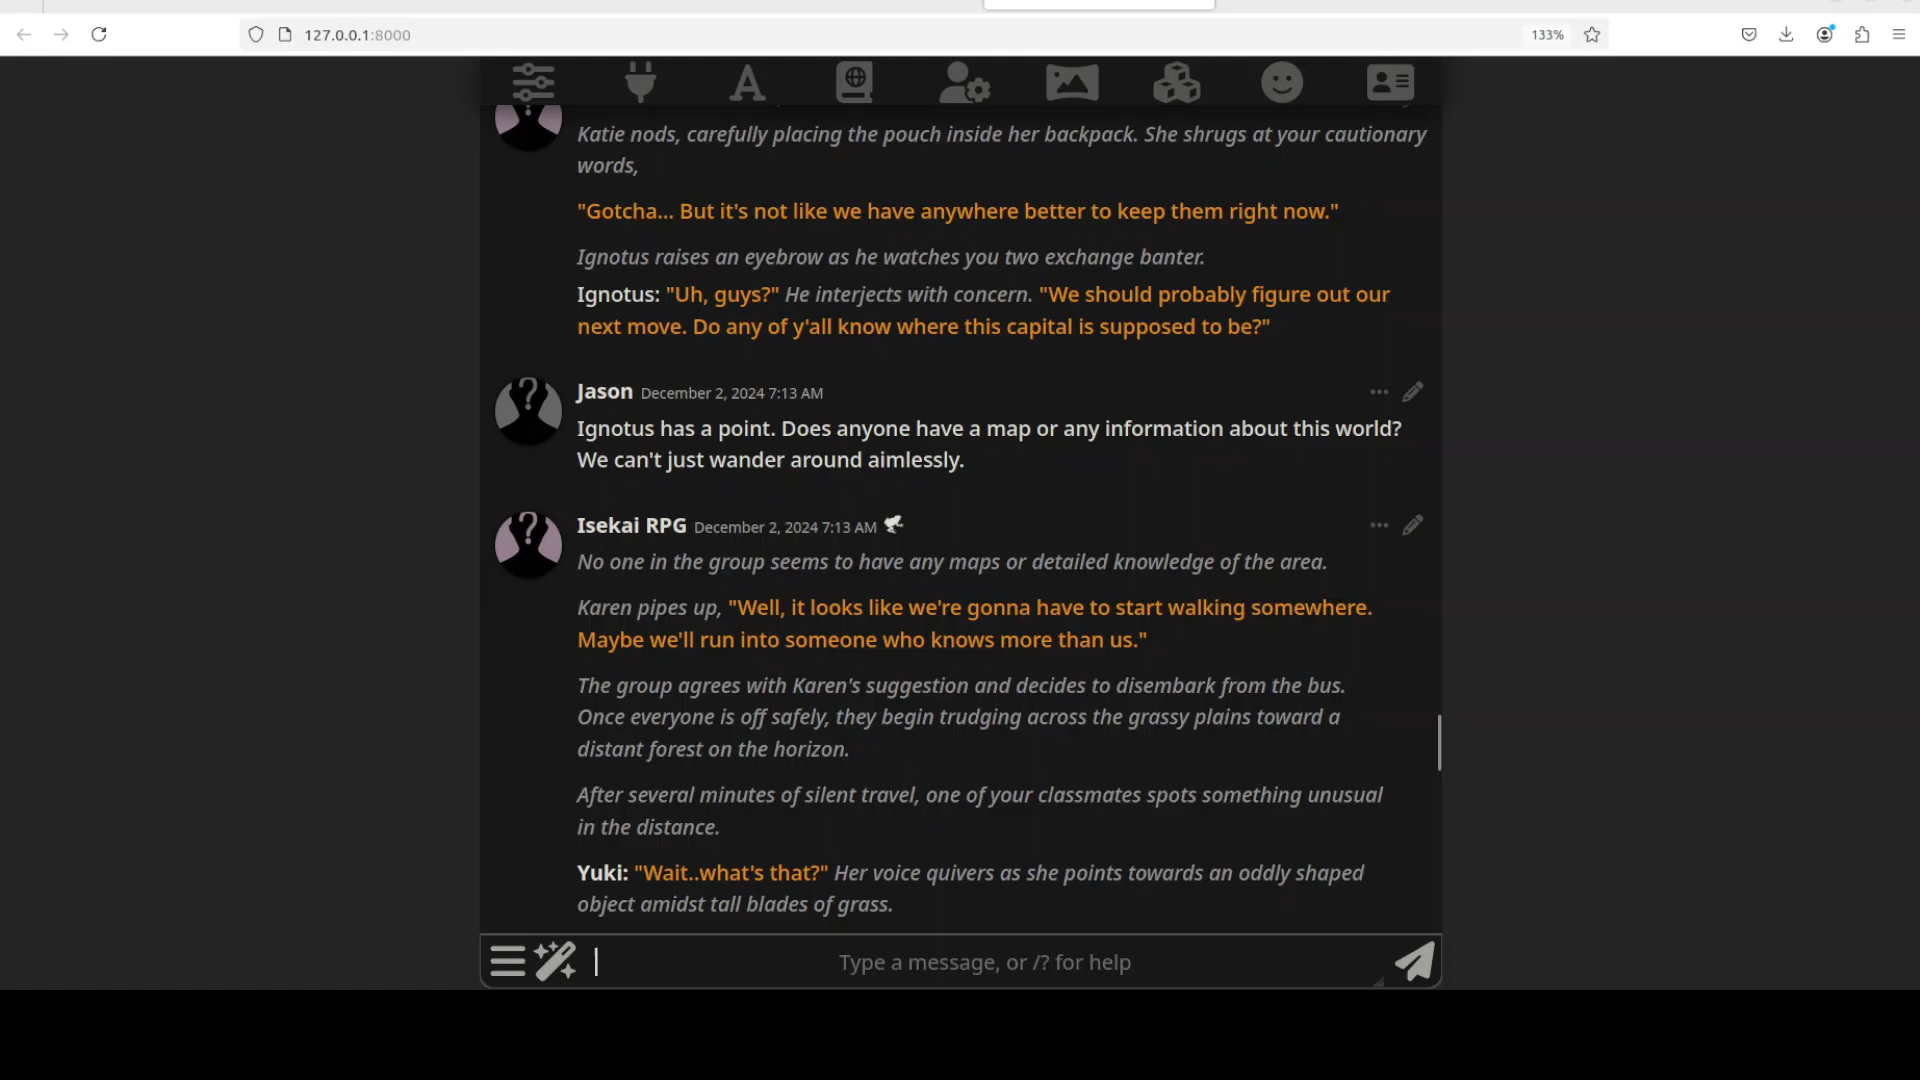 127.0.0.1:8000
133%
Katie nods, carefully placing the pouch inside her backpack. She shrugs at your cautionary
words,
"Gotcha... But it's not like we have anywhere better to keep them right now."
Ignotus raises an eyebrow as he watches you two exchange banter.
Ignotus: "Uh, guys?" He interjects with concern. "We should probably figure out our
next move. Do any of y'all know where this capital is supposed to be?"
Jason December 2, 2024 7:13 AM
Ignotus has a point. Does anyone have a map or any information about this world?
We can't just wander around aimlessly.
Isekai RPG December 2, 2024 7:13 AM
No one in the group seems to have any maps or detailed knowledge of the area.
Karen pipes up, "Well, it looks like we're gonna have to start walking somewhere.
Maybe we'll run into someone who knows more than us."
The group agrees with Karen's suggestion and decides to disembark from the bus.
Once everyone is off safely, they begin trudging across the grassy plains toward a
distant forest on the horizon.
After several minutes of silent travel, one of your classmates spots something unusual
in the distance.
Yuki: "Wait..what's that?" Her voice quivers as she points towards an oddly shaped
object amidst tall blades of grass.
Type a message, or /? for help